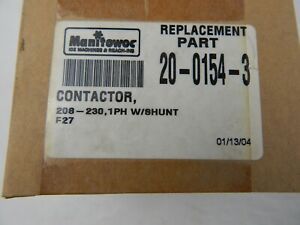 Manitowoc
ICE MACHINES & REACH-INS
REPLACEMENT
PART
20-0154-3
CONTACTOR,
208-230,1PH W/SHUNT
F27
01/13/04